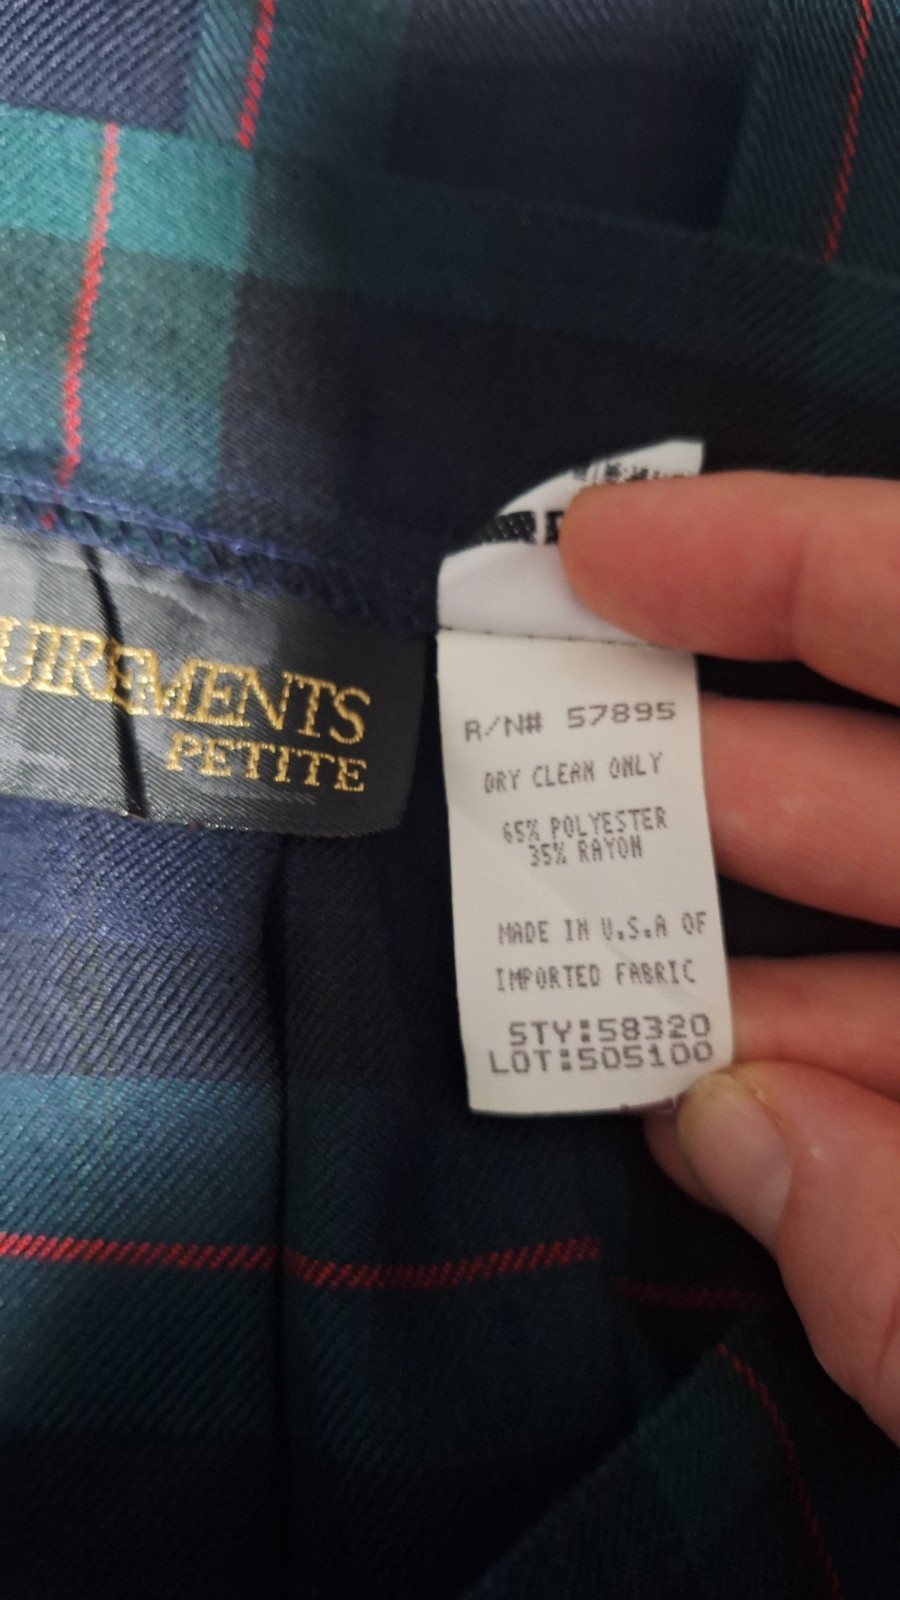 UIREMENTS
PETITE
R/N# 57895
DRY CLEAN ONLY
65% POLYESTER
35% RAYON
MADE IN U.S.A OF
IMPORTED FABRIC
STY:58320
LOT:505100